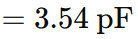 = 3.54 pF